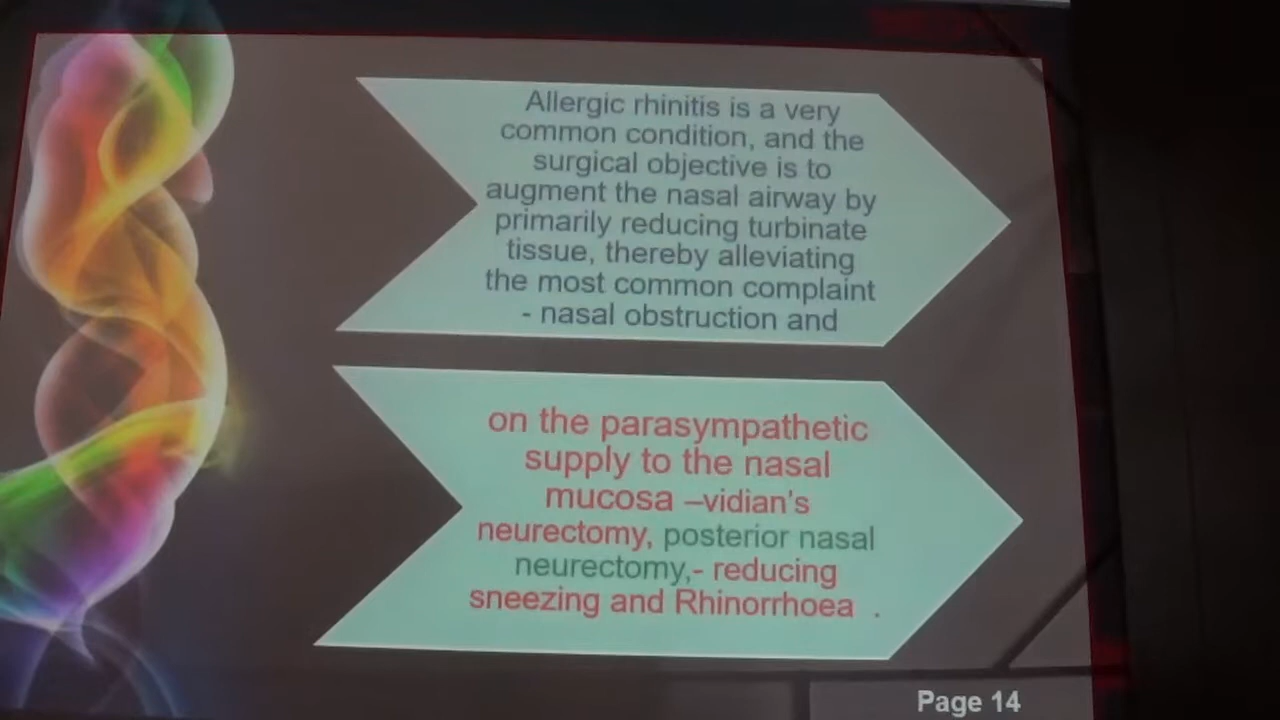 Allergic rhinitis is a very
common condition, and the
surgical objective is to
augment the nasal airway by
primarily reducing turbinate
tissue, thereby alleviating
the most common complaint
- nasal obstruction and
on the parasympathetic
supply to the nasal
mucosa –vidian's
neurectomy, posterior nasal
neurectomy,- reducing
sneezing and Rhinorrhoea .
Page 14